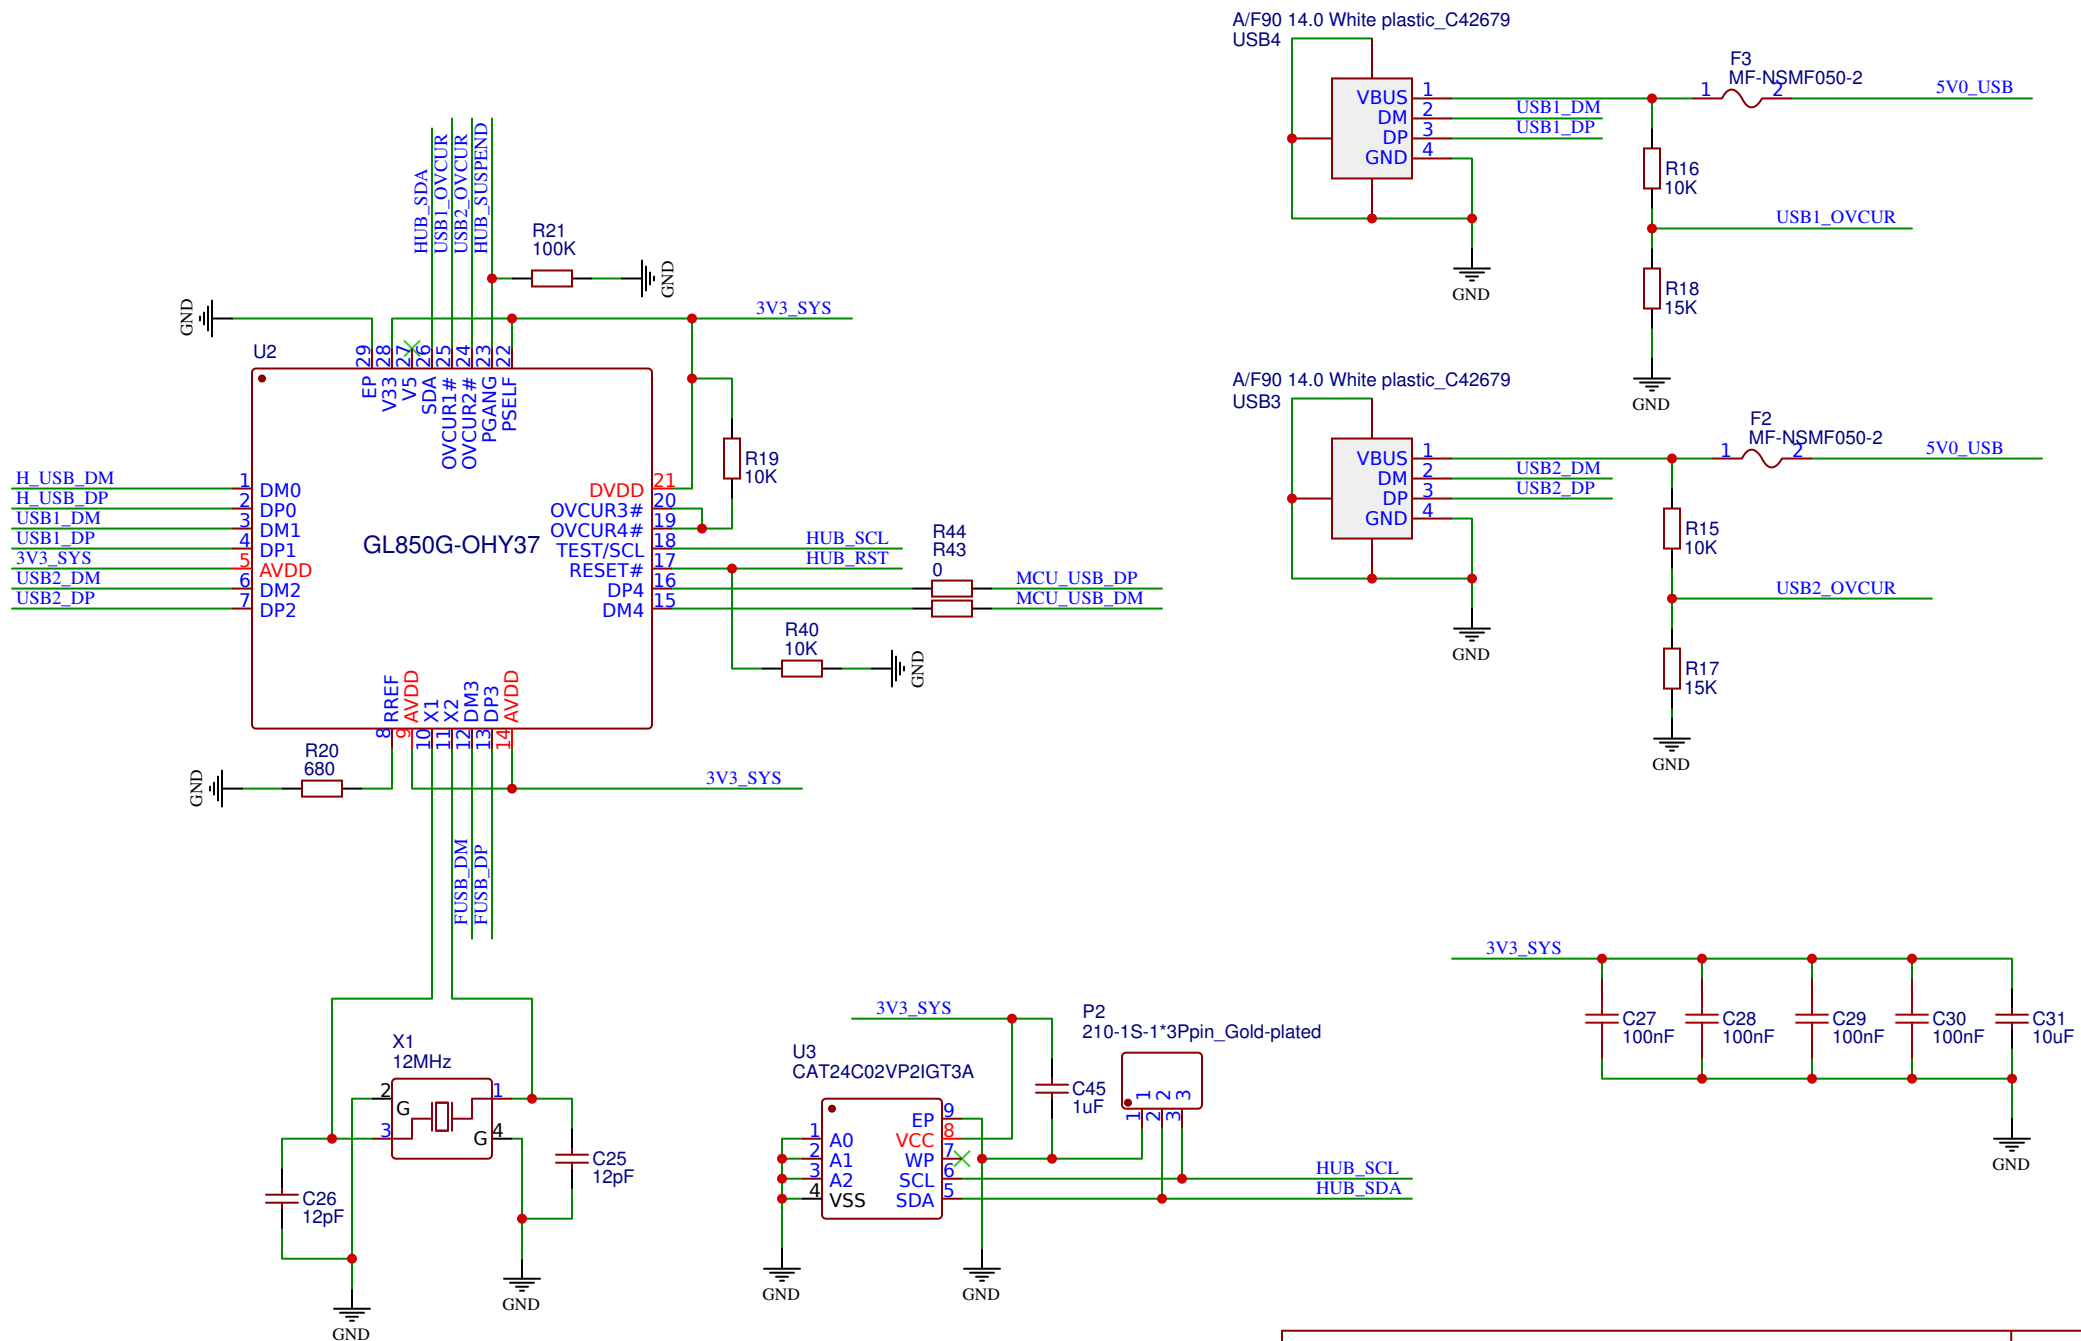 A/F90 14.0 White plastic_C42679
USB4
VBUS 1
DM 2
DP 3
GND 4
USB1_DM
USB1_DP
F3
MF-NSMF050-2
1 2
5V0_USB
R16
10K
USB1_OVCUR
R18
15K
GND
GND
A/F90 14.0 White plastic_C42679
USB3
VBUS 1
DM 2
DP 3
GND 4
USB2_DM
USB2_DP
F2
MF-NSMF050-2
1 2
5V0_USB
R15
10K
USB2_OVCUR
R17
15K
GND
GND
HUB_SDA
USB1_OVCUR
USB2_OVCUR
HUB_SUSPEND
R21
100K
GND
GND
3V3_SYS
U2
29 28 27 26 25 24 23 22
EP
V33
V5
SDA
OVCUR1#
OVCUR2#
PGANG
PSELF
H_USB_DM 1 DM0
H_USB_DP 2 DP0
USB1_DM 3 DM1
USB1_DP 4 DP1
3V3_SYS 5 AVDD
USB2_DM 6 DM2
USB2_DP 7 DP2
GL850G-OHY37
DVDD 21
OVCUR3# 20
OVCUR4# 19
TEST/SCL 18
RESET# 17
DP4 16
DM4 15
R19
10K
HUB_SCL
HUB_RST
R44
R43
0
MCU_USB_DP
MCU_USB_DM
R40
10K
GND
RREF
AVDD
X1
X2
DM3
DP3
AVDD
8 9 10 11 12 13 14
R20
680
GND
3V3_SYS
FUSB_DM
FUSB_DP
X1
12MHz
2 G 1
3 G 4
C25
12pF
C26
12pF
GND
GND
3V3_SYS
U3
CAT24C02VP2IGT3A
1 A0
2 A1
3 A2
4 VSS
EP 9
VCC 8
WP 7
SCL 6
SDA 5
C45
1uF
P2
210-1S-1*3Ppin_Gold-plated
1 2 3
1 2 3
HUB_SCL
HUB_SDA
GND
GND
3V3_SYS
C27
100nF
C28
100nF
C29
100nF
C30
100nF
C31
10uF
GND